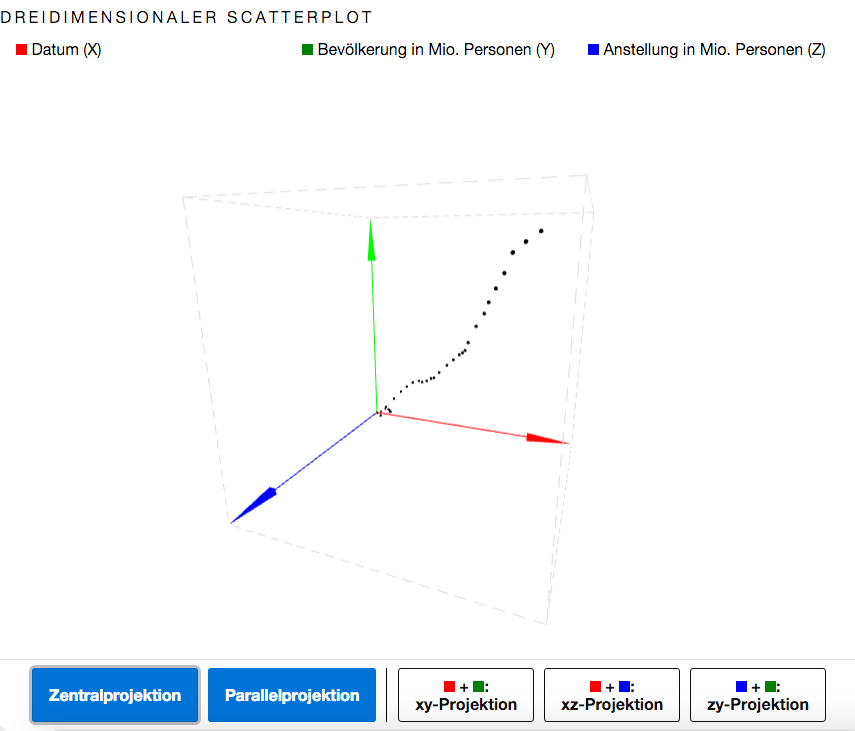 DREIDIMENSIONALER SCATTERPLOT
Datum (X) Bevölkerung in Mio. Personen (Y) Anstellung in Mio. Personen (Z)
Zentralprojektion
Parallelprojektion
+ :
xy-Projektion
+ :
xz-Projektion
+ :
zy-Projektion